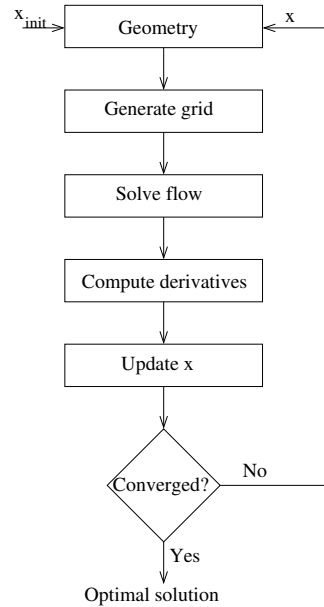 x_init
Geometry
x
Generate grid
Solve flow
Compute derivatives
Update x
Converged?
No
Yes
Optimal solution